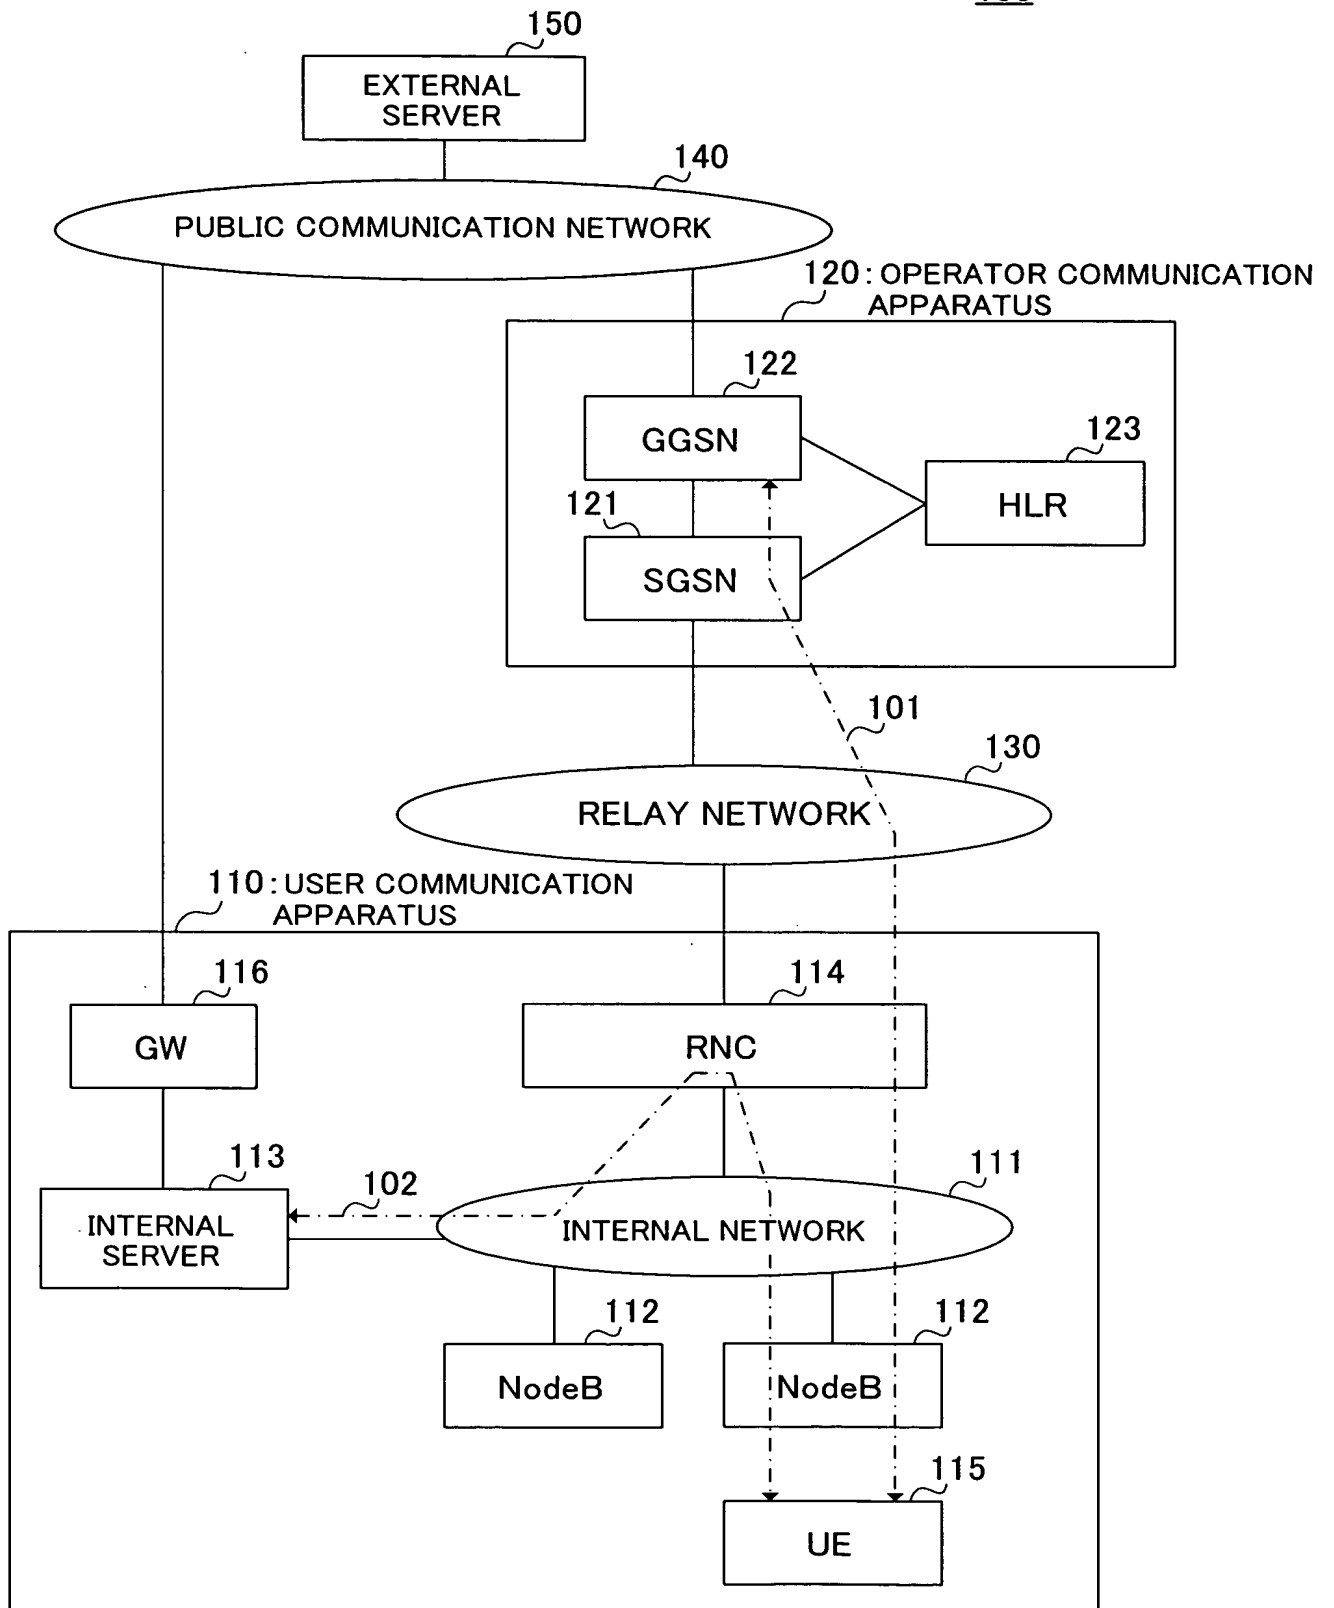 150
EXTERNAL
SERVER
140
PUBLIC COMMUNICATION NETWORK
120: OPERATOR COMMUNICATION
APPARATUS
122
GGSN
123
HLR
121
SGSN
101
130
RELAY NETWORK
110: USER COMMUNICATION
APPARATUS
116
GW
114
RNC
113
INTERNAL
SERVER
102
111
INTERNAL NETWORK
112
NodeB
112
NodeB
115
UE